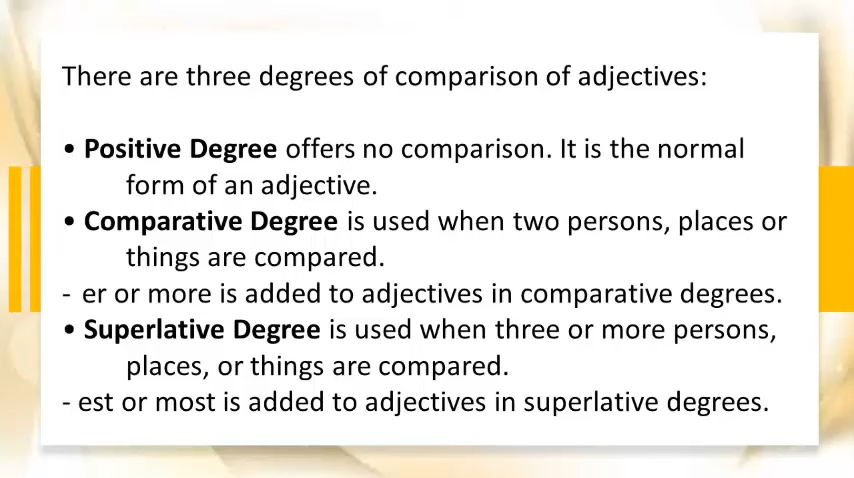 There are three degrees of comparison of adjectives:
• Positive Degree offers no comparison. It is the normal
form of an adjective.
• Comparative Degree is used when two persons, places or
things are compared.
- er or more is added to adjectives in comparative degrees.
• Superlative Degree is used when three or more persons,
places, or things are compared.
- est or most is added to adjectives in superlative degrees.